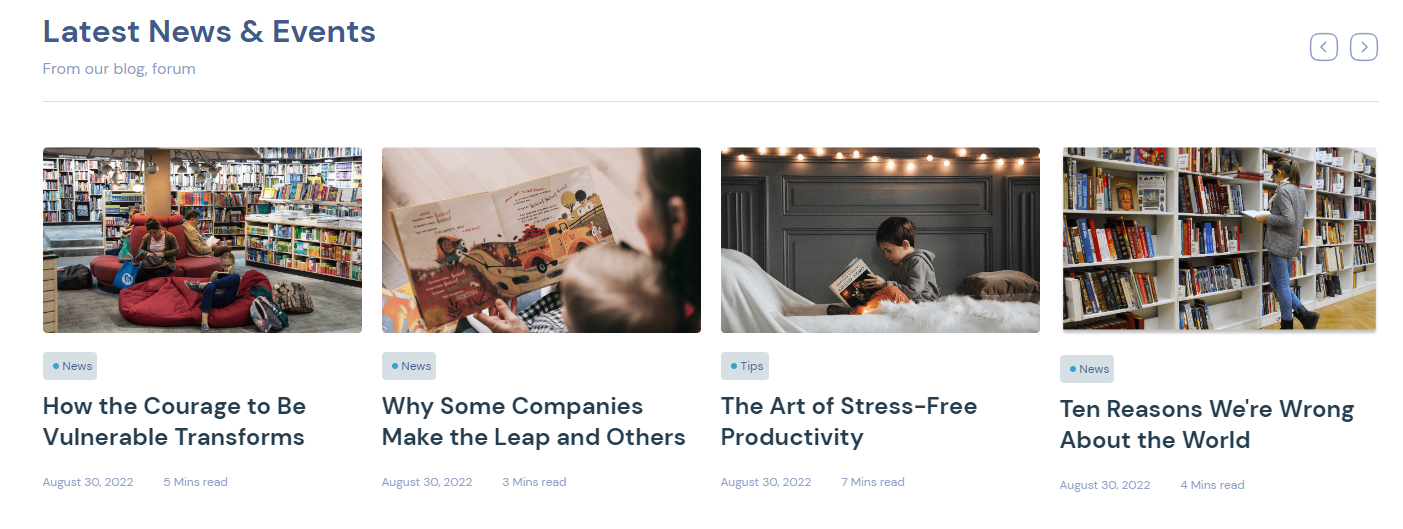 Latest News & Events
From our blog, forum
News
How the Courage to Be
Vulnerable Transforms
August 30, 2022 5 Mins read
News
Why Some Companies
Make the Leap and Others
August 30, 2022 3 Mins read
Tips
The Art of Stress-Free
Productivity
August 30, 2022 7 Mins read
News
Ten Reasons We're Wrong
About the World
August 30, 2022 4 Mins read